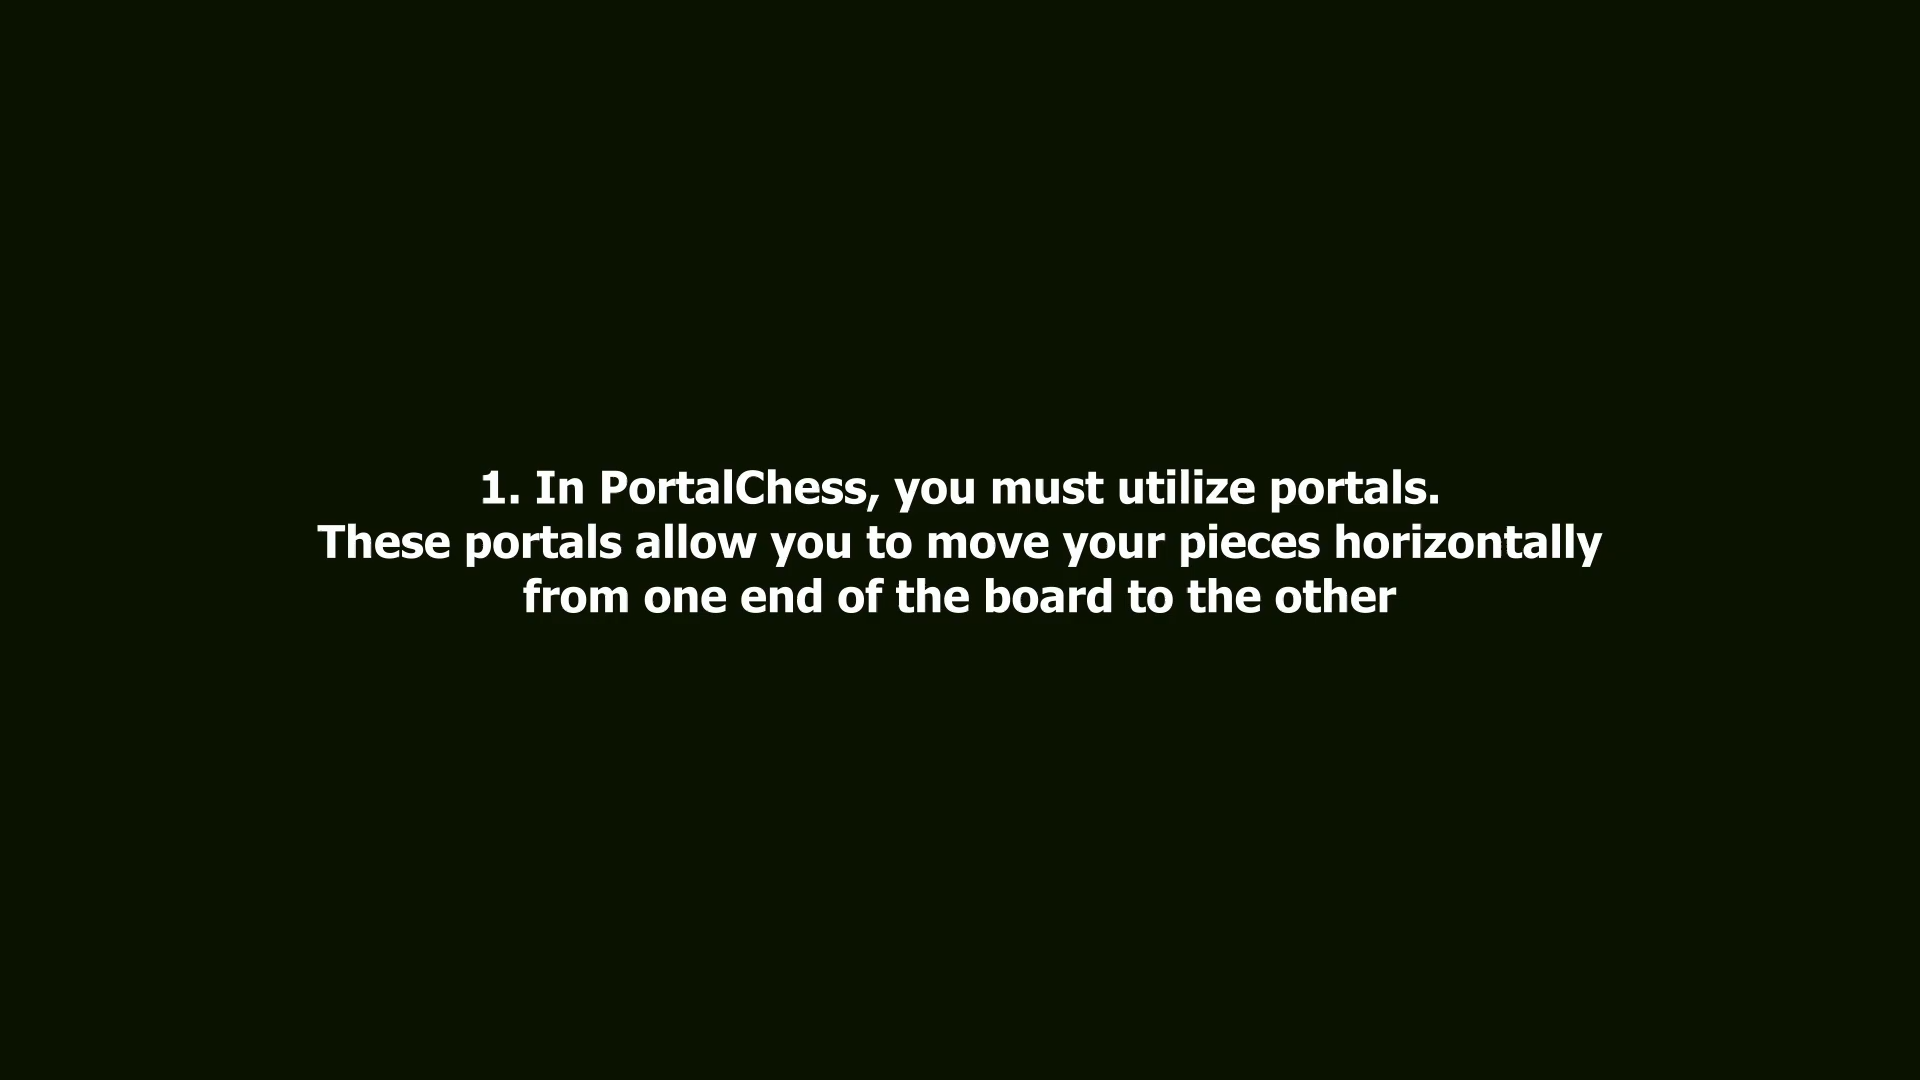 1. In PortalChess, you must utilize portals.
These portals allow you to move your pieces horizontally
from one end of the board to the other